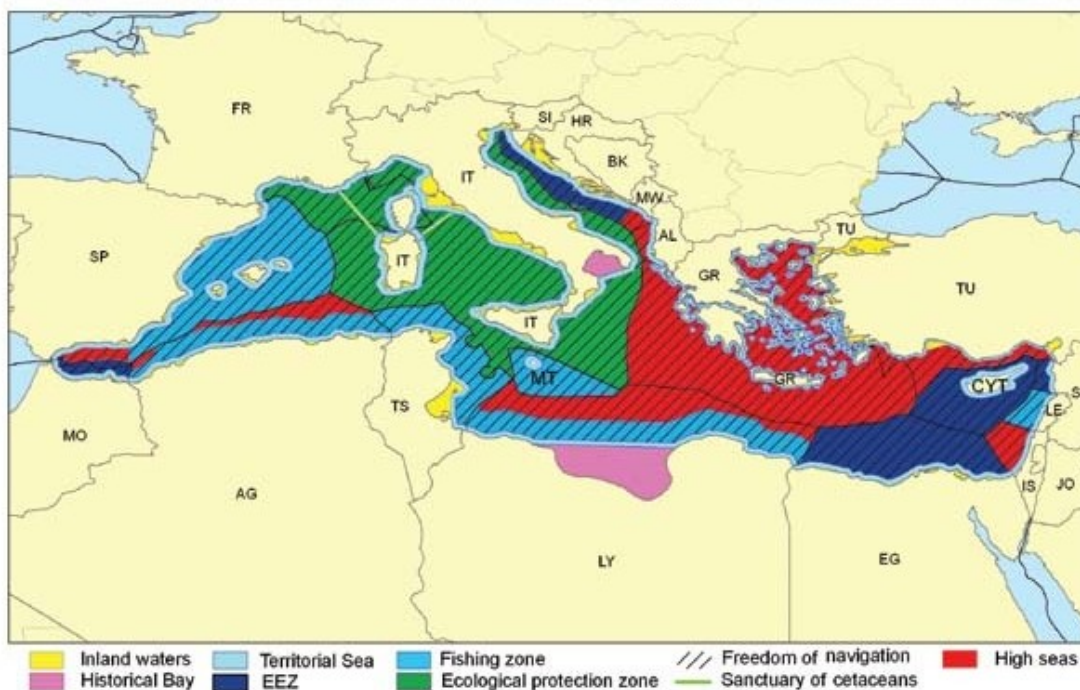 FR
SI HR
BK
IT
MW
SP
AL
TU
IT
GR
TU
IT
MT
GR
CYT
S
LE
TS
MO
IS
JO
AG
LY
EG
Inland waters Territorial Sea Fishing zone Freedom of navigation High seas
Historical Bay EEZ Ecological protection zone Sanctuary of cetaceans